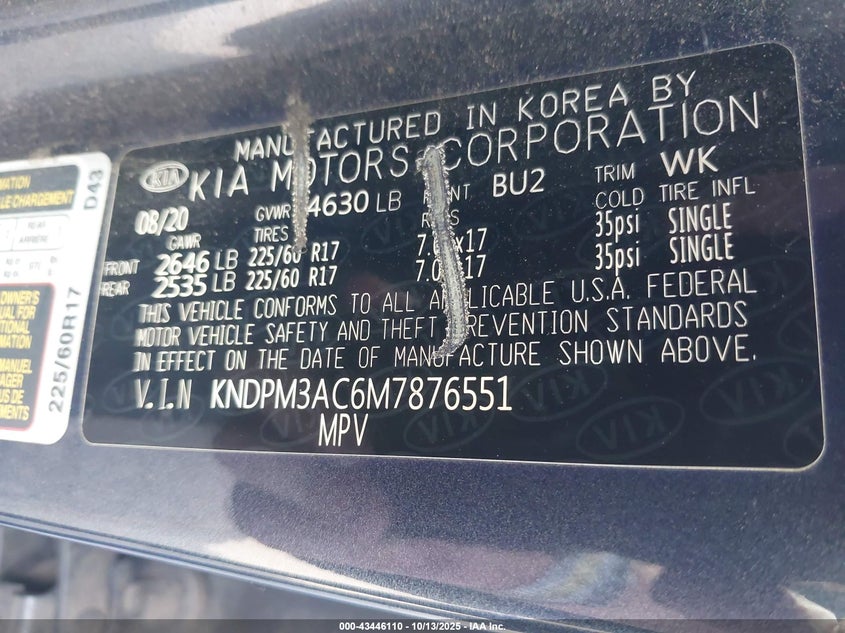 MANUFACTURED IN KOREA BY
KIA KIA MOTORS CORPORATION
08/20 GVWR 4630 LB BU2 TRIM WK
GAWR TIRES COLD TIRE INFL
FRONT 2646 LB 225/60 R17 35psi SINGLE
REAR 2535 LB 225/60 R17 35psi SINGLE
THIS VEHICLE CONFORMS TO ALL APPLICABLE U.S.A. FEDERAL
MOTOR VEHICLE SAFETY AND THEFT PREVENTION STANDARDS
IN EFFECT ON THE DATE OF MANUFACTURE SHOWN ABOVE.
V.I.N KNDPM3AC6M7876551
MPV
D43
225/60R17
OWNER'S
MANUEL
000-43446110 - 10/13/2025 - IAA Inc.